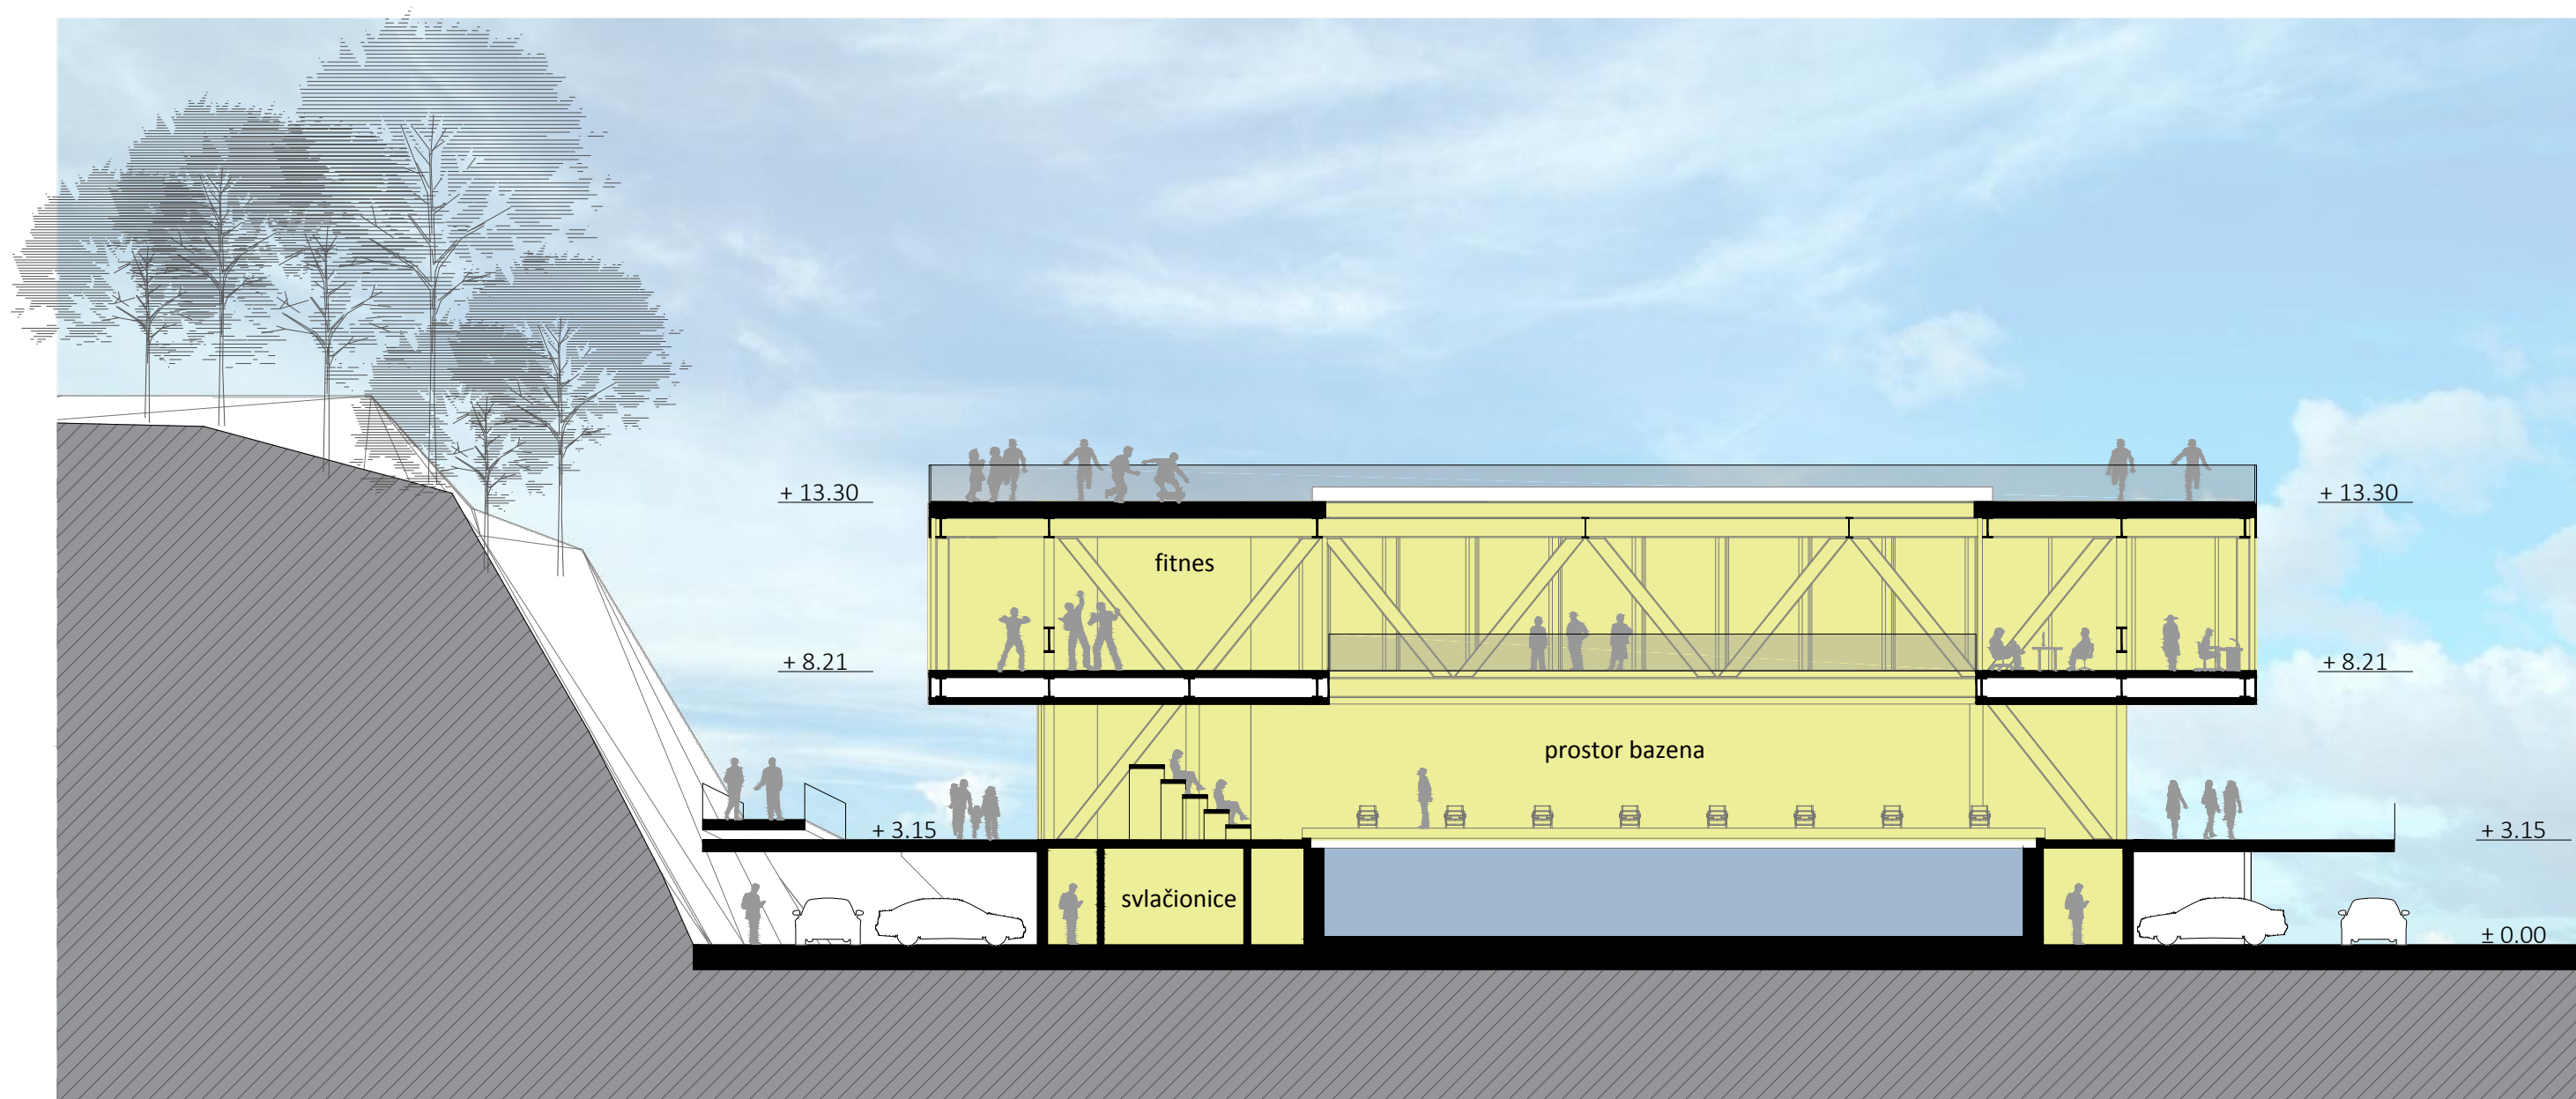 + 13.30
+ 13.30
fitnes
+ 8.21
+ 8.21
prostor bazena
+ 3.15
+ 3.15
svlačionice
± 0.00